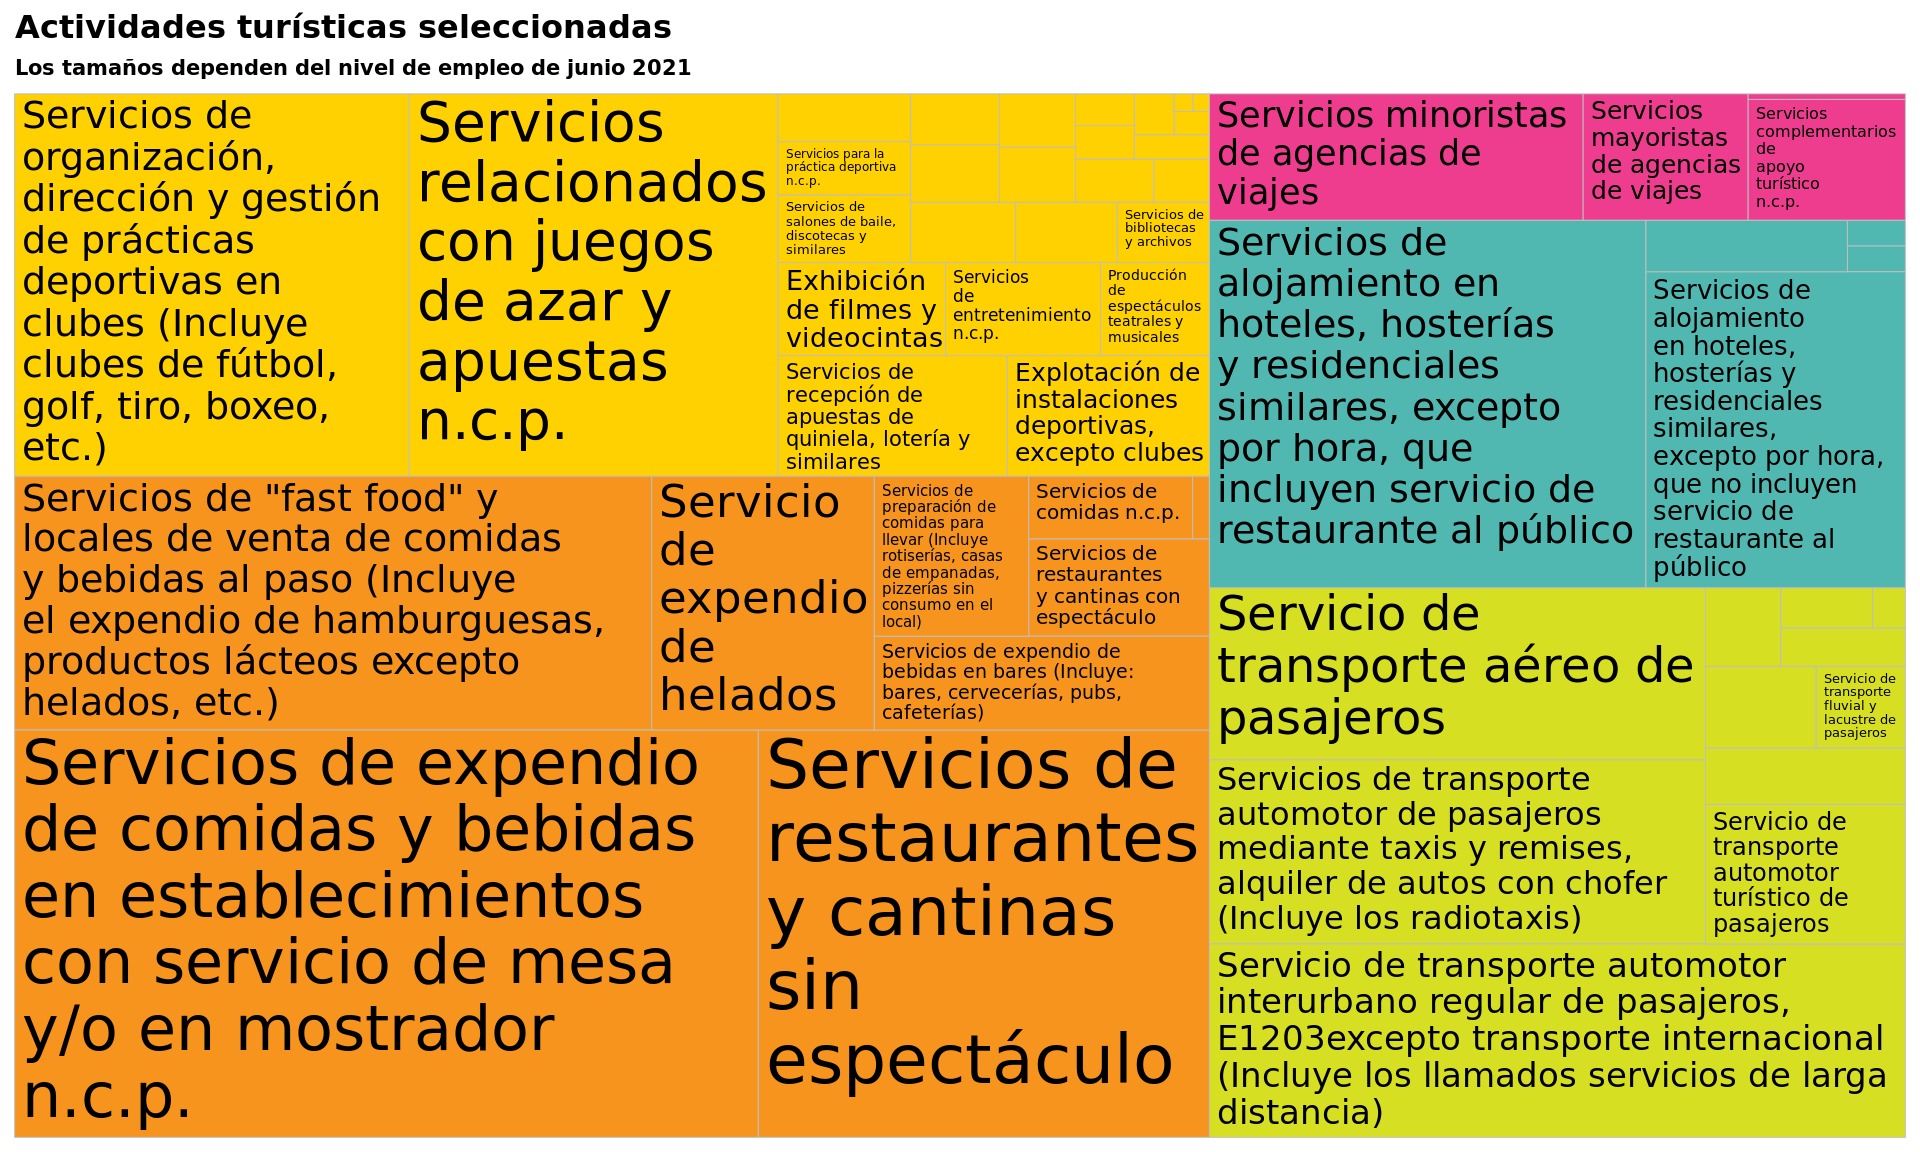 Actividades turísticas seleccionadas
Los tamaños dependen del nivel de empleo de junio 2021
Servicios de
organización,
dirección y gestión
de prácticas
deportivas en
clubes (Incluye
clubes de fútbol,
golf, tiro, boxeo,
etc.)
Servicios
relacionados
con juegos
de azar y
apuestas
n.c.p.
Servicios para la
práctica deportiva
n.c.p.
Servicios de
salones de baile,
discotecas y
similares
Servicios de
bibliotecas
y archivos
Exhibición
de filmes y
videocintas
Servicios
de
entretenimiento
n.c.p.
Producción
de
espectáculos
teatrales y
musicales
Servicios de
recepción de
apuestas de
quiniela, lotería y
similares
Explotación de
instalaciones
deportivas,
excepto clubes
Servicios de "fast food" y
locales de venta de comidas
y bebidas al paso (Incluye
el expendio de hamburguesas,
productos lácteos excepto
helados, etc.)
Servicio
de
expendio
de
helados
Servicios de
preparación de
comidas para
llevar (Incluye
rotiserías, casas
de empanadas,
pizzerías sin
consumo en el
local)
Servicios de
comidas n.c.p.
Servicios de
restaurantes
y cantinas con
espectáculo
Servicios de expendio de
bebidas en bares (Incluye:
bares, cervecerías, pubs,
cafeterías)
Servicios de expendio
de comidas y bebidas
en establecimientos
con servicio de mesa
y/o en mostrador
n.c.p.
Servicios de
restaurantes
y cantinas
sin
espectáculo
Servicios minoristas
de agencias de
viajes
Servicios
mayoristas
de agencias
de viajes
Servicios
complementarios
de
apoyo
turístico
n.c.p.
Servicios de
alojamiento en
hoteles, hosterías
y residenciales
similares, excepto
por hora, que
incluyen servicio de
restaurante al público
Servicios de
alojamiento
en hoteles,
hosterías y
residenciales
similares,
excepto por hora,
que no incluyen
servicio de
restaurante al
público
Servicio de
transporte aéreo de
pasajeros
Servicio de
transporte
fluvial y
lacustre de
pasajeros
Servicios de transporte
automotor de pasajeros
mediante taxis y remises,
alquiler de autos con chofer
(Incluye los radiotaxis)
Servicio de
transporte
automotor
turístico de
pasajeros
Servicio de transporte automotor
interurbano regular de pasajeros,
E1203excepto transporte internacional
(Incluye los llamados servicios de larga
distancia)